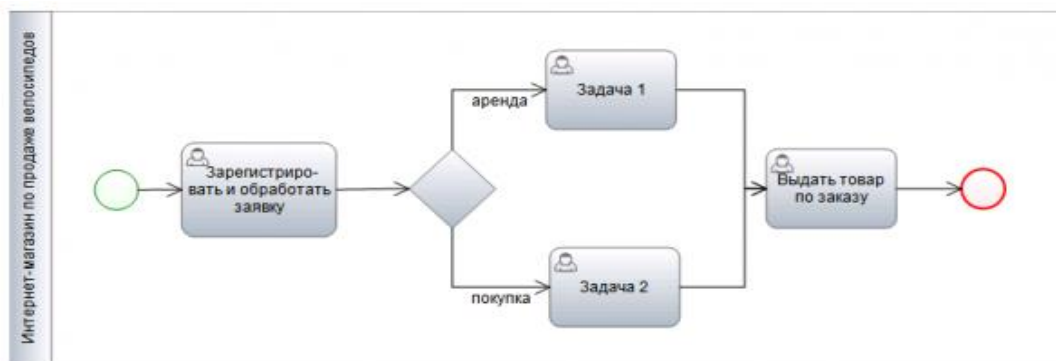 Интернет-магазин по продаже велосипедов
Зарегистриро-
вать и обработать
заявку
аренда
Задача 1
покупка
Задача 2
Выдать товар
по заказу